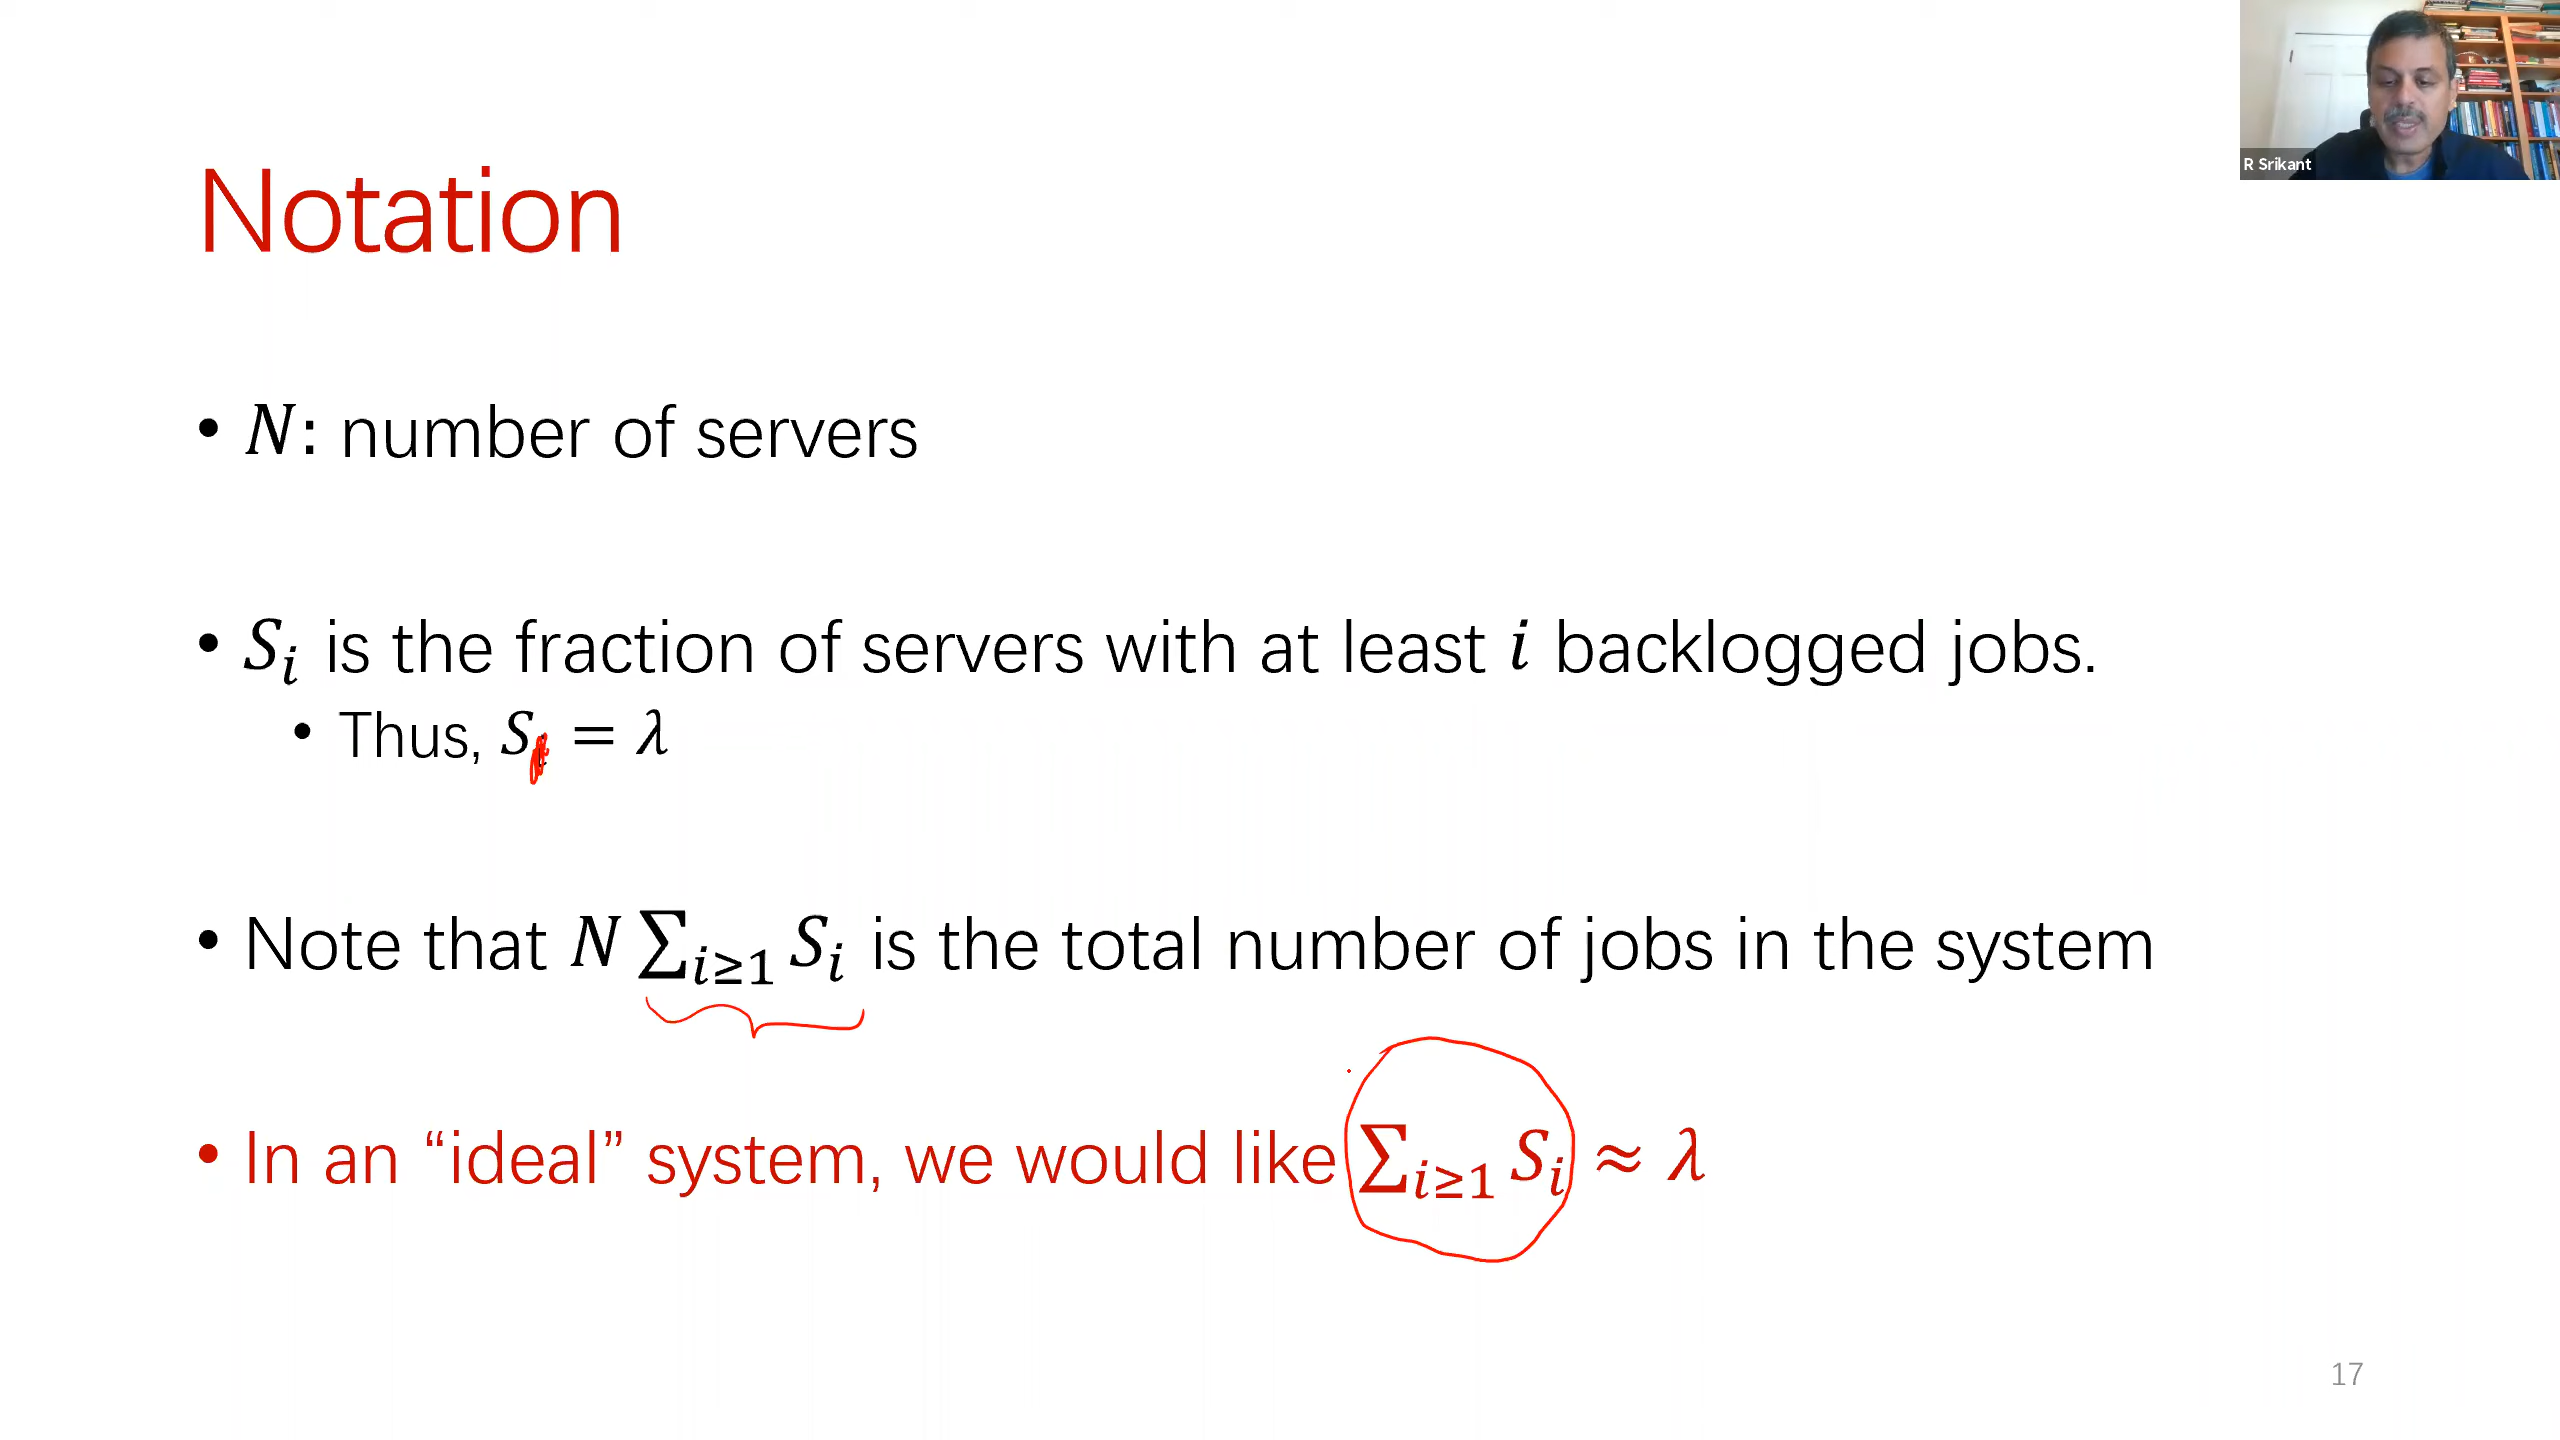 R Srikant
Notation
• N: number of servers
• Sᵢ is the fraction of servers with at least i backlogged jobs.
• Thus, S = λ
• Note that N ∑ᵢ≥₁ Sᵢ is the total number of jobs in the system
• In an “ideal” system, we would like ∑ᵢ≥₁ Sᵢ ≈ λ
17